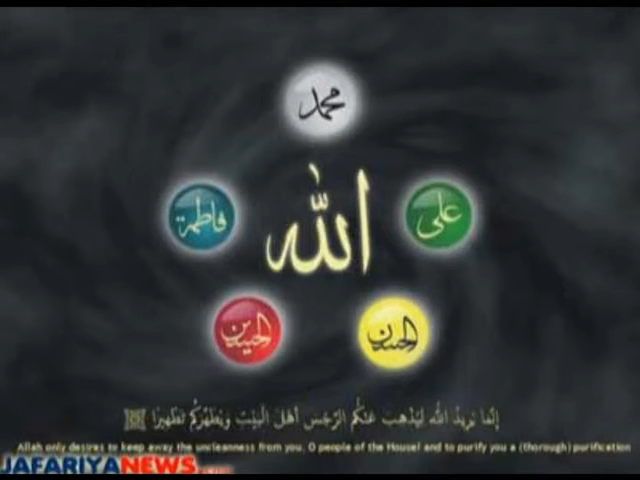 محمد
فاطمة
الله
على
الحسين
الحسن
إنما يريد الله ليذهب عنكم الرجس أهل البيت ويطهركم تطهيرا
Allah only desires to keep away the uncleanness from you, O people of the House! and to purify you a (thorough) purification
JAFARIYANEWS